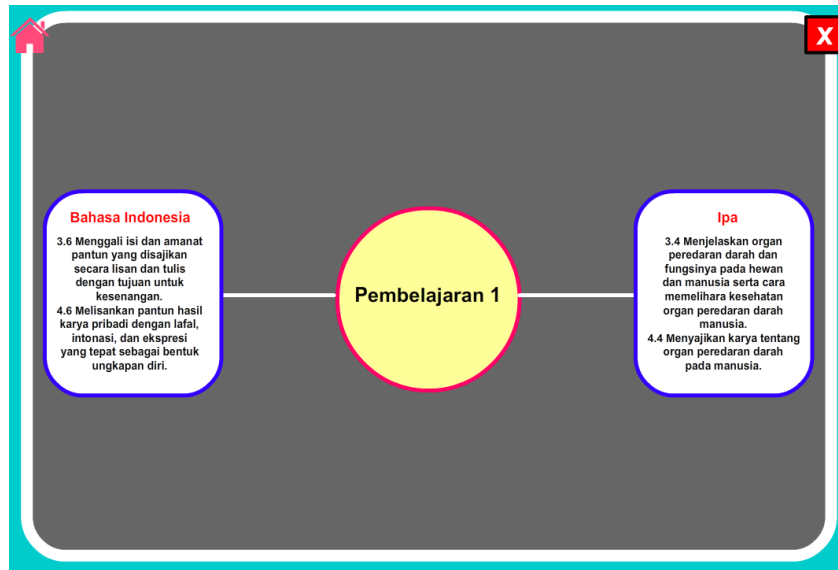 X
Bahasa Indonesia
3.6 Menggali isi dan amanat
pantun yang disajikan
secara lisan dan tulis
dengan tujuan untuk
kesenangan.
4.6 Melisankan pantun hasil
karya pribadi dengan lafal,
intonasi, dan ekspresi
yang tepat sebagai bentuk
ungkapan diri.
Pembelajaran 1
Ipa
3.4 Menjelaskan organ
peredaran darah dan
fungsinya pada hewan
dan manusia serta cara
memelihara kesehatan
organ peredaran darah
manusia.
4.4 Menyajikan karya tentang
organ peredaran darah
pada manusia.